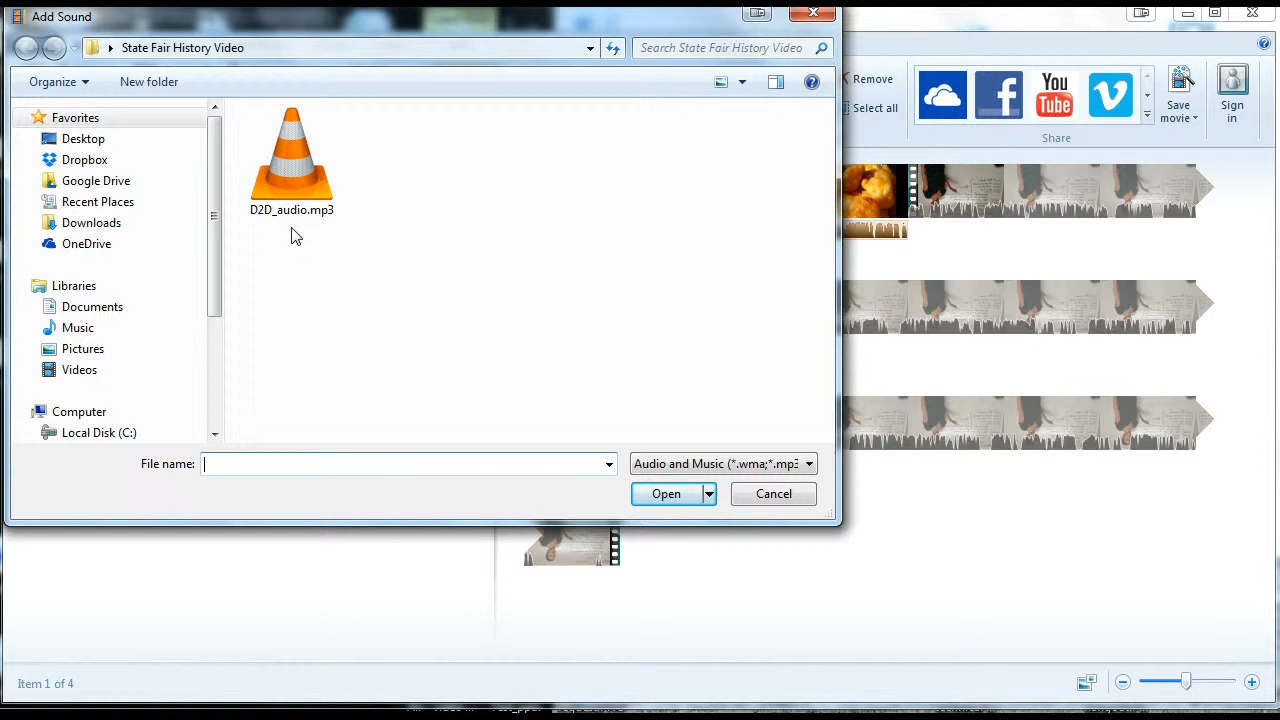 Add Sound
State Fair History Video
Search State Fair History Video
Organize
New folder
Favorites
Desktop
Dropbox
Google Drive
Recent Places
Downloads
OneDrive
Libraries
Documents
Music
Pictures
Videos
Computer
Local Disk (C:)
D2D_audio.mp3
File name:
Audio and Music (*.wma;*.mp3
Open
Cancel
Remove
Select all
You
Tube
Share
Save
movie
Sign
in
Item 1 of 4